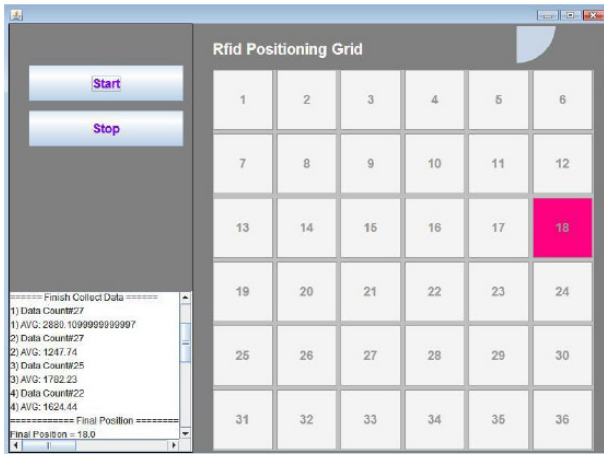 Rfid Positioning Grid
Start
Stop
1 2 3 4 5 6
7 8 9 10 11 12
13 14 15 16 17 18
19 20 21 22 23 24
25 26 27 28 29 30
31 32 33 34 35 36
====== Finish Collect Data ======
1) Data Count#27
1) AVG: 2880.1099999999997
2) Data Count#27
2) AVG: 1247.74
3) Data Count#25
3) AVG: 1782.23
4) Data Count#22
4) AVG: 1624.44
============ Final Position ========
Final Position = 18.0